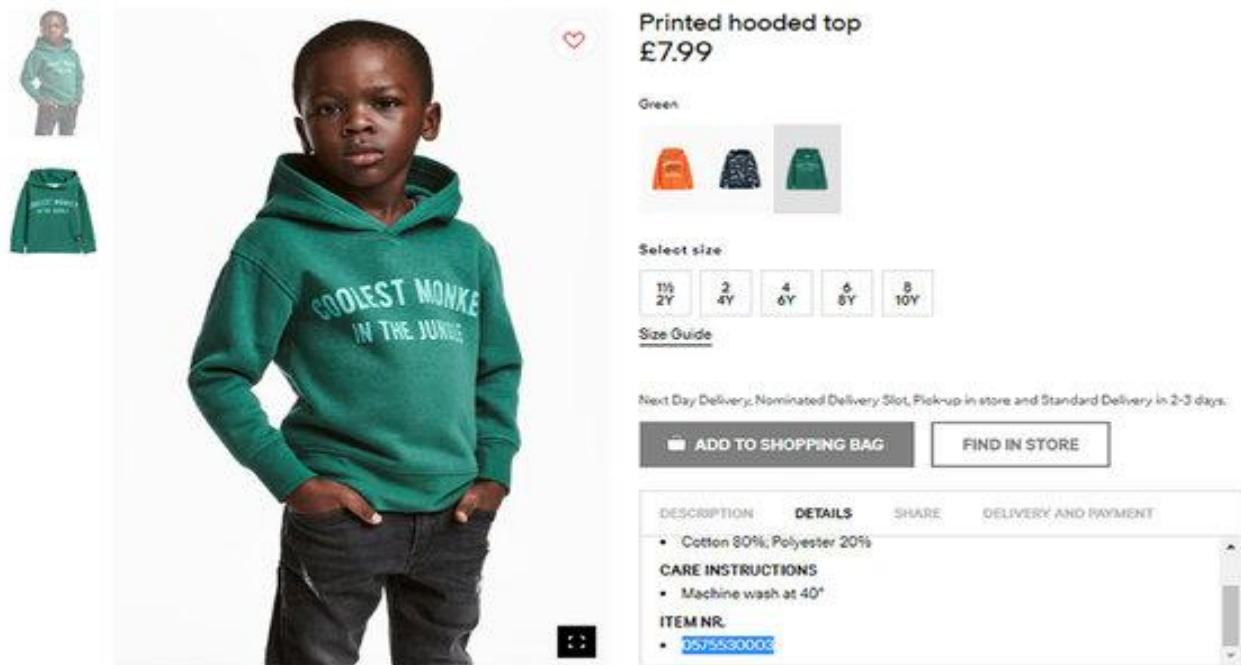 Printed hooded top
£7.99
Green
COOLEST MONKE
IN THE JUNGLE
Select size
1½ 2Y
2 4Y
4 6Y
6 8Y
8 10Y
Size Guide
Next Day Delivery, Nominated Delivery Slot, Pick-up in store and Standard Delivery in 2-3 days.
ADD TO SHOPPING BAG
FIND IN STORE
DESCRIPTION DETAILS SHARE DELIVERY AND PAYMENT
• Cotton 80%; Polyester 20%
CARE INSTRUCTIONS
• Machine wash at 40°
ITEM NR.
• 0575530003